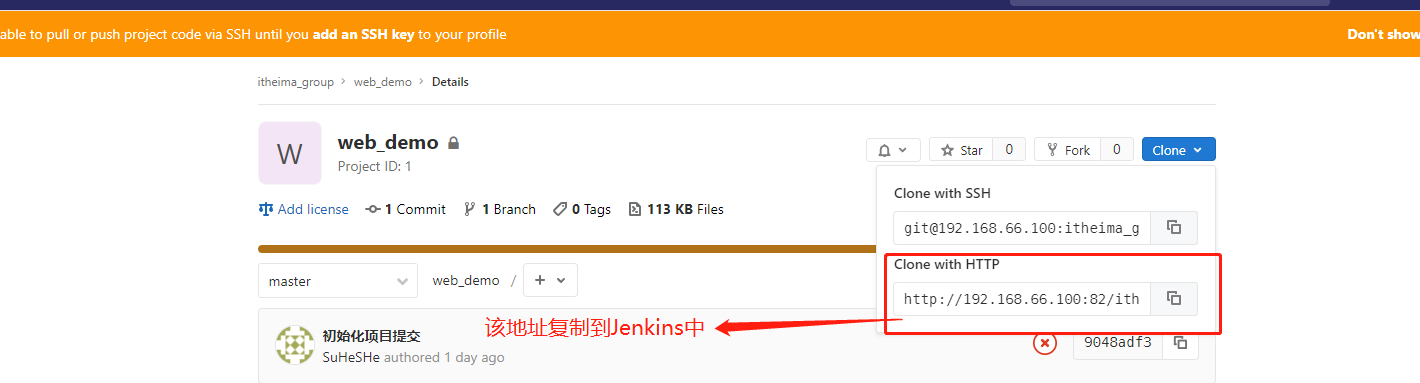 able to pull or push project code via SSH until you add an SSH key to your profile
Don't show
itheima_group > web_demo > Details
W
web_demo
Project ID: 1
Star 0
Fork 0
Clone
Add license
1 Commit
1 Branch
0 Tags
113 KB Files
Clone with SSH
git@192.168.66.100:itheima_g
Clone with HTTP
http://192.168.66.100:82/ith
master
web_demo / +
该地址复制到Jenkins中
初始化项目提交
SuHeSHe authored 1 day ago
9048adf3